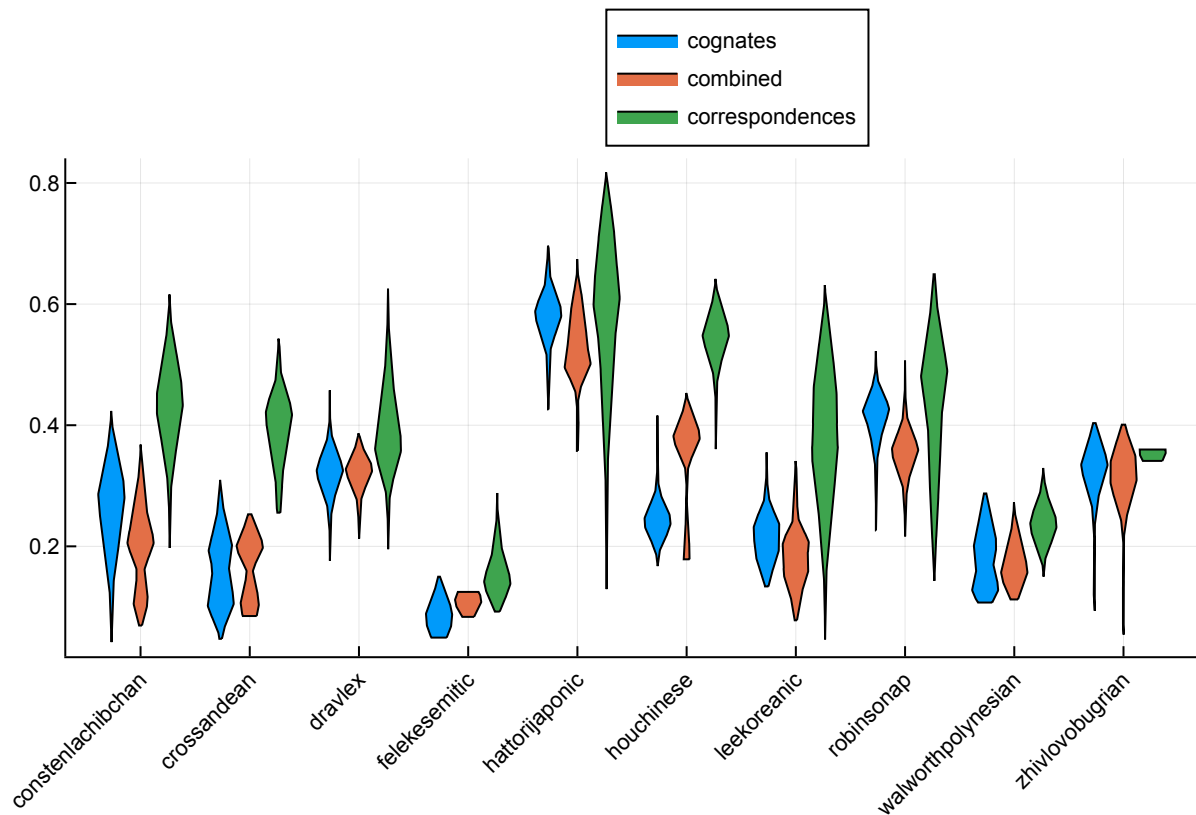 cognates
combined
correspondences
0.8
0.6
0.4
0.2
constenlachibchan
crossandean
dravlex
felekesemitic
hattorijaponic
houchinese
leekoreanic
robinsonap
walworthpolynesian
zhivlovobugrian